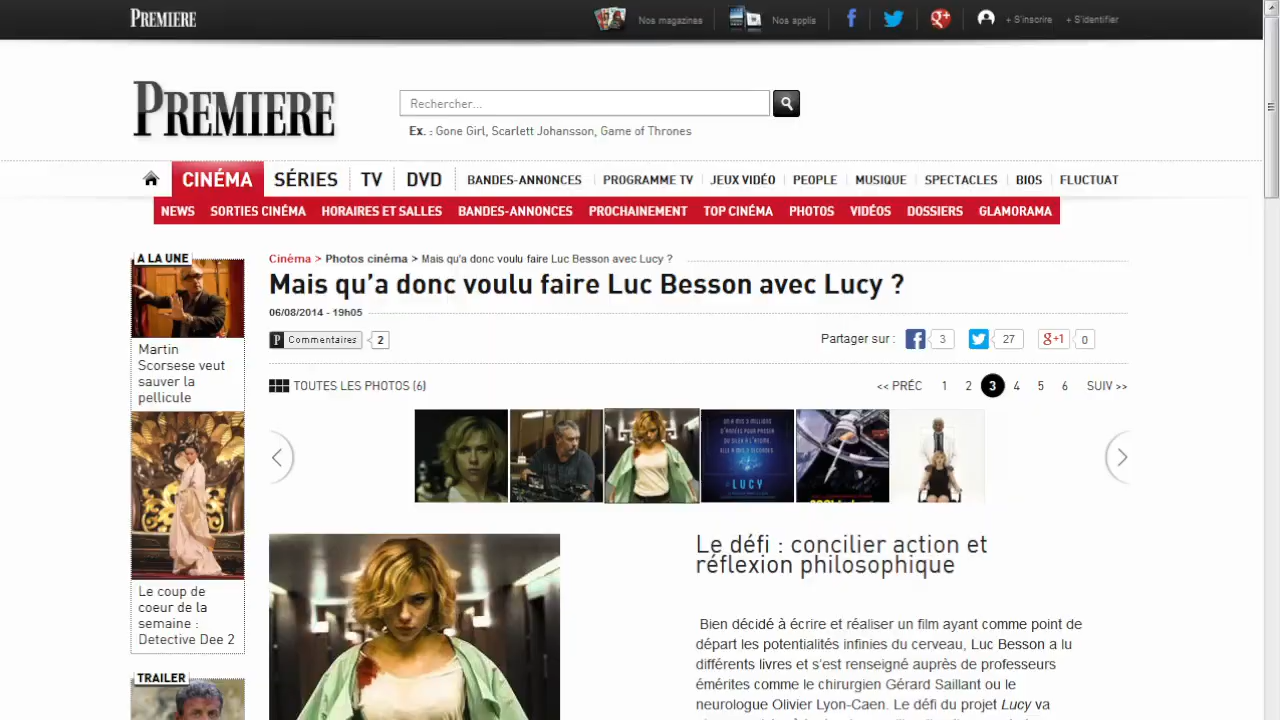 PREMIERE
Nos magazines
Nos applis
+ S'inscrire
+ S'identifier
PREMIERE
Rechercher...
Ex. : Gone Girl, Scarlett Johansson, Game of Thrones
CINÉMA SÉRIES TV DVD BANDES-ANNONCES PROGRAMME TV JEUX VIDÉO PEOPLE MUSIQUE SPECTACLES BIOS FLUCTUAT
NEWS SORTIES CINÉMA HORAIRES ET SALLES BANDES-ANNONCES PROCHAINEMENT TOP CINÉMA PHOTOS VIDÉOS DOSSIERS GLAMORAMA
A LA UNE
Martin
Scorsese veut
sauver la
pellicule
Le coup de
coeur de la
semaine :
Detective Dee 2
TRAILER
Cinéma > Photos cinéma > Mais qu'a donc voulu faire Luc Besson avec Lucy ?
Mais qu'a donc voulu faire Luc Besson avec Lucy ?
06/08/2014 - 19h05
P Commentaires 2
Partager sur : f 3 27 g+1 0
TOUTES LES PHOTOS (6)
<< PRÉC 1 2 3 4 5 6 SUIV >>
LUCY
Le défi : concilier action et
réflexion philosophique
Bien décidé à écrire et réaliser un film ayant comme point de
départ les potentialités infinies du cerveau, Luc Besson a lu
différents livres et s'est renseigné auprès de professeurs
émérites comme le chirurgien Gérard Saillant ou le
neurologue Olivier Lyon-Caen. Le défi du projet Lucy va